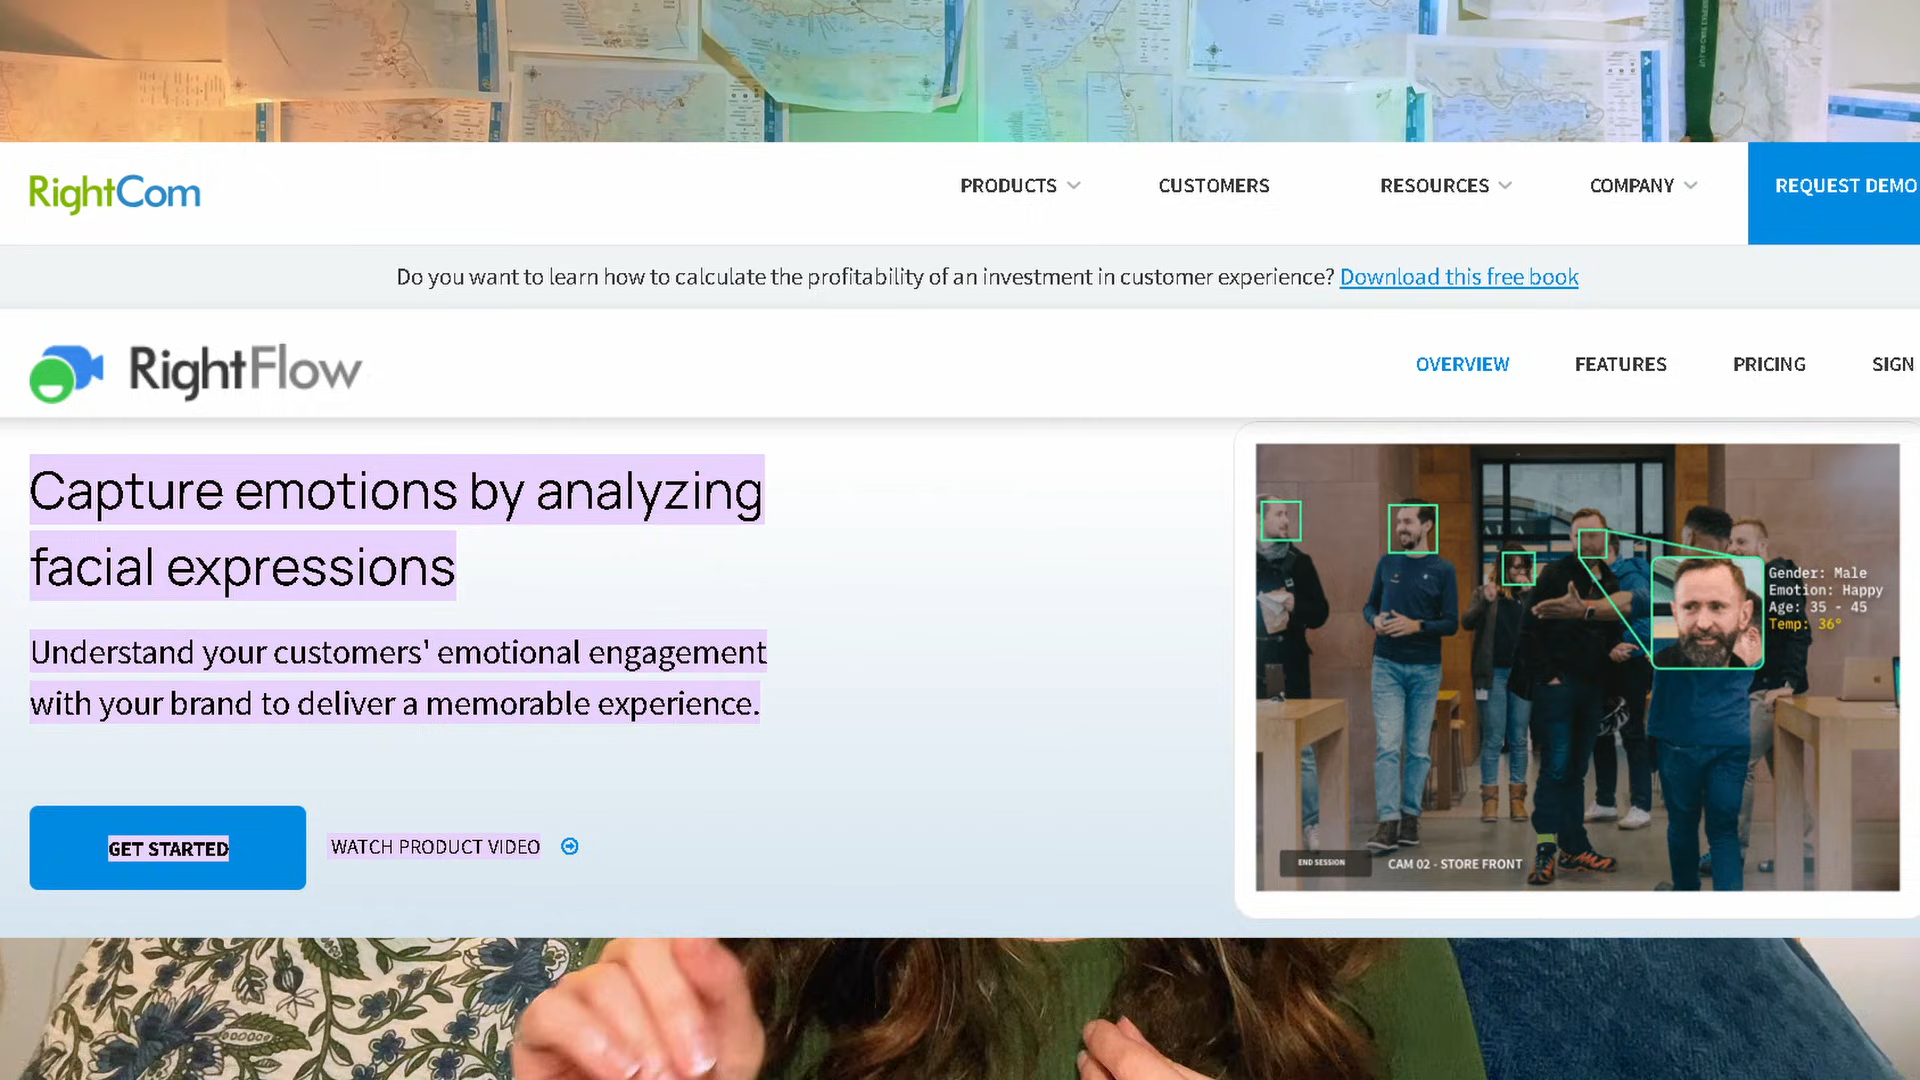 RightCom
PRODUCTS
CUSTOMERS
RESOURCES
COMPANY
REQUEST DEMO
Do you want to learn how to calculate the profitability of an investment in customer experience? Download this free book
RightFlow
OVERVIEW
FEATURES
PRICING
SIGN
Capture emotions by analyzing
facial expressions
Understand your customers' emotional engagement
with your brand to deliver a memorable experience.
GET STARTED
WATCH PRODUCT VIDEO
Gender: Male
Emotion: Happy
Age: 35 - 45
Temp: 36°
END SESSION
CAM 02 - STORE FRONT